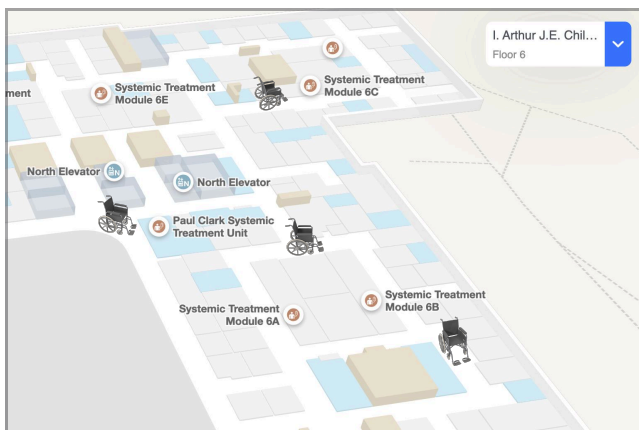 I. Arthur J.E. Chil...
Floor 6
Systemic Treatment
Module 6C
Systemic Treatment
Module 6E
ment
North Elevator
N
N
North Elevator
Paul Clark Systemic
Treatment Unit
Systemic Treatment
Module 6B
Systemic Treatment
Module 6A